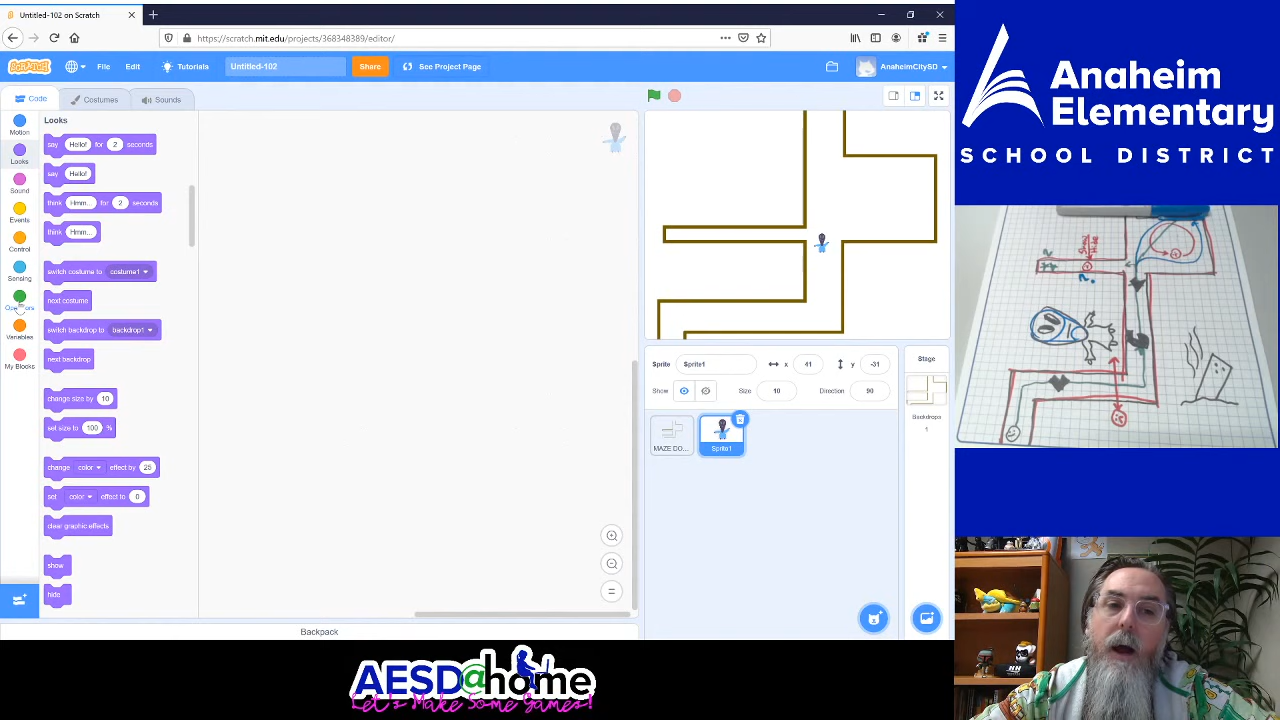 Untitled-102 on Scratch
https://scratch.mit.edu/projects/368348389/editor/
SCRATCH
File
Edit
Tutorials
Untitled-102
Share
See Project Page
AnaheimCitySD
Code
Costumes
Sounds
Motion
Looks
Sound
Events
Control
Sensing
Operators
Variables
My Blocks
Looks
say Hello! for 2 seconds
say Hello!
think Hmm... for 2 seconds
think Hmm...
switch costume to costume1
next costume
switch backdrop to backdrop1
next backdrop
change size by 10
set size to 100 %
change color effect by 25
set color effect to 0
clear graphic effects
show
hide
Backpack
Sprite
Sprite1
x
41
y
-31
Show
Size
10
Direction
90
MAZE DO...
Sprite1
Stage
Backdrops
1
Anaheim
Elementary
SCHOOL DISTRICT
AESD@home
Let's Make Some Games!